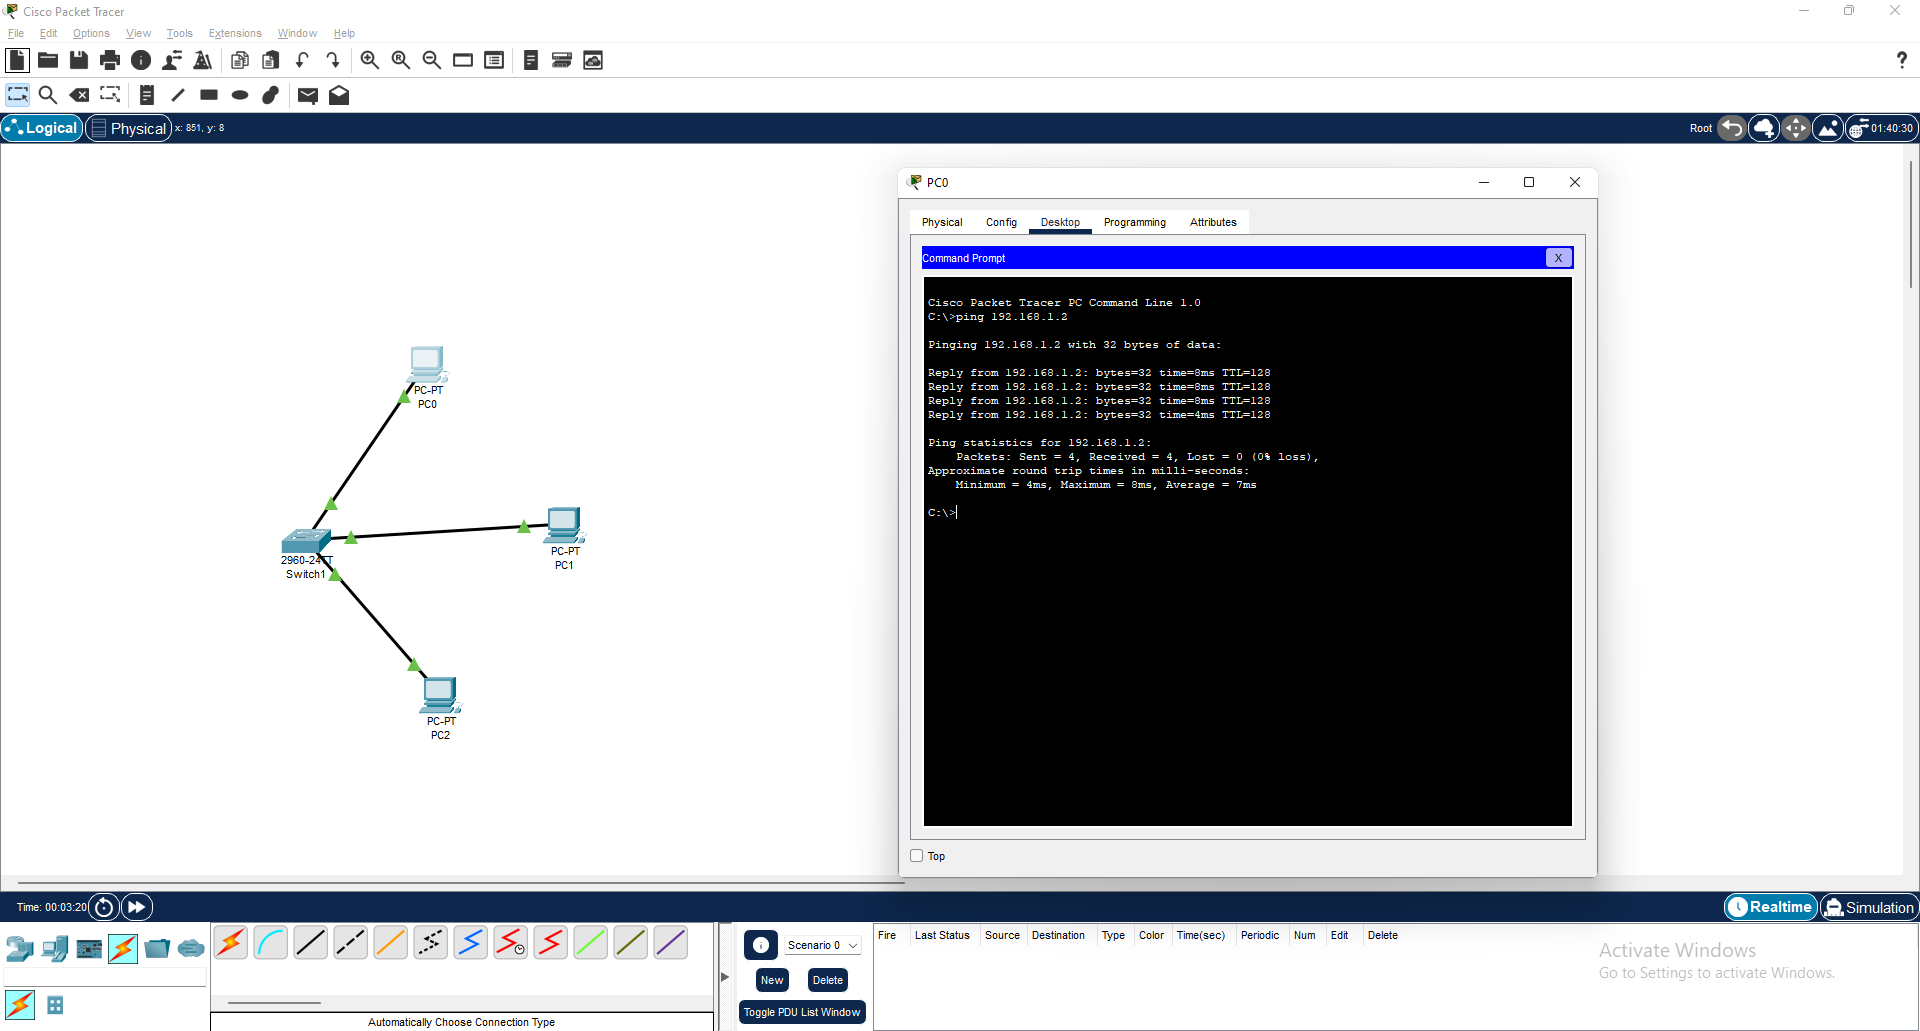 Cisco Packet Tracer
File Edit Options View Tools Extensions Window Help
Logical Physical x: 851, y: 8
Root 01:40:30
PC0
Physical Config Desktop Programming Attributes
Command Prompt X
Cisco Packet Tracer PC Command Line 1.0
C:\>ping 192.168.1.2
Pinging 192.168.1.2 with 32 bytes of data:
Reply from 192.168.1.2: bytes=32 time=8ms TTL=128
Reply from 192.168.1.2: bytes=32 time=8ms TTL=128
Reply from 192.168.1.2: bytes=32 time=8ms TTL=128
Reply from 192.168.1.2: bytes=32 time=4ms TTL=128
Ping statistics for 192.168.1.2:
Packets: Sent = 4, Received = 4, Lost = 0 (0% loss),
Approximate round trip times in milli-seconds:
Minimum = 4ms, Maximum = 8ms, Average = 7ms
C:\>
Top
PC-PT
PC0
PC-PT
PC1
2960-24TT
Switch1
PC-PT
PC2
Time: 00:03:20
Realtime Simulation
Scenario 0
New Delete
Toggle PDU List Window
Fire Last Status Source Destination Type Color Time(sec) Periodic Num Edit Delete
Automatically Choose Connection Type
Activate Windows
Go to Settings to activate Windows.